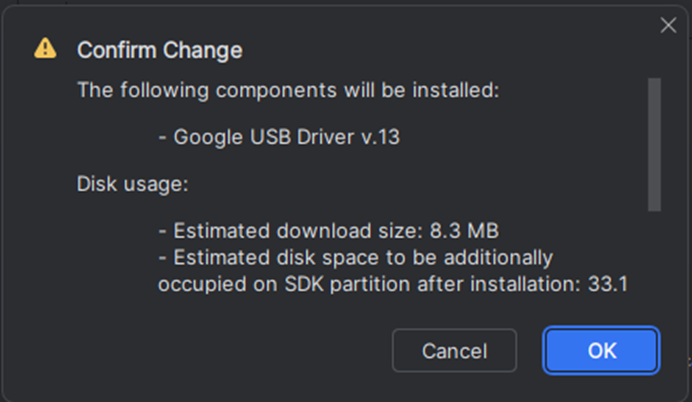 Confirm Change
The following components will be installed:
- Google USB Driver v.13
Disk usage:
- Estimated download size: 8.3 MB
- Estimated disk space to be additionally
occupied on SDK partition after installation: 33.1
Cancel
OK